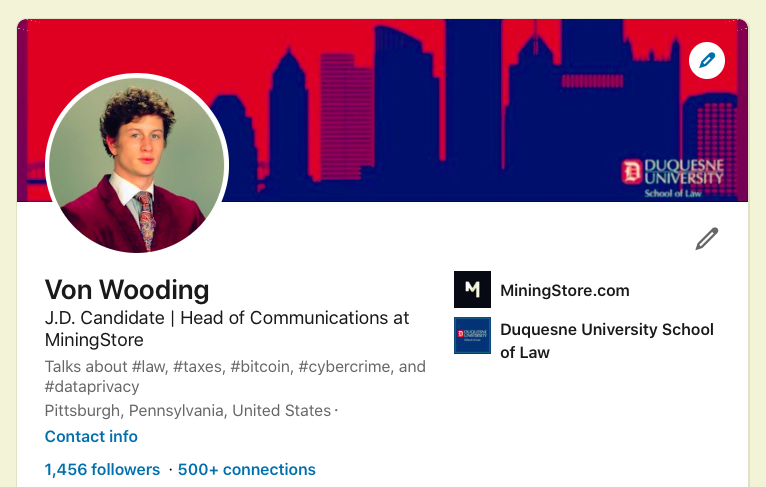 DUQUESNE
UNIVERSITY
School of Law
Von Wooding
J.D. Candidate | Head of Communications at
MiningStore
Talks about #law, #taxes, #bitcoin, #cybercrime, and
#dataprivacy
Pittsburgh, Pennsylvania, United States ·
Contact info
1,456 followers · 500+ connections
M
MiningStore.com
DUQUESNE
Duquesne University School
of Law